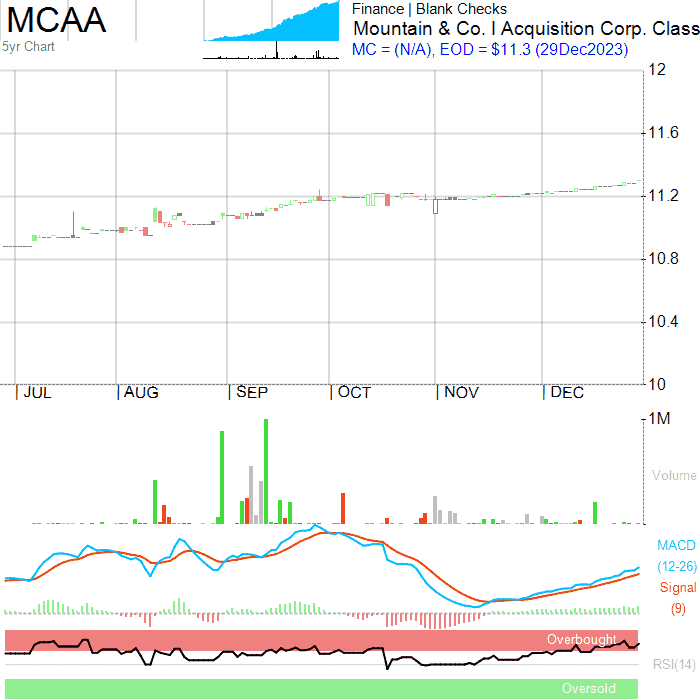 MCAA
5yr Chart
Finance | Blank Checks
Mountain & Co. I Acquisition Corp. Class
MC = (N/A), EOD = $11.3 (29Dec2023)
12
11.6
11.2
10.8
10.4
10
| JUL | AUG | SEP | OCT | NOV | DEC
1M
Volume
MACD
(12-26)
Signal
(9)
Overbought
RSI(14)
Oversold